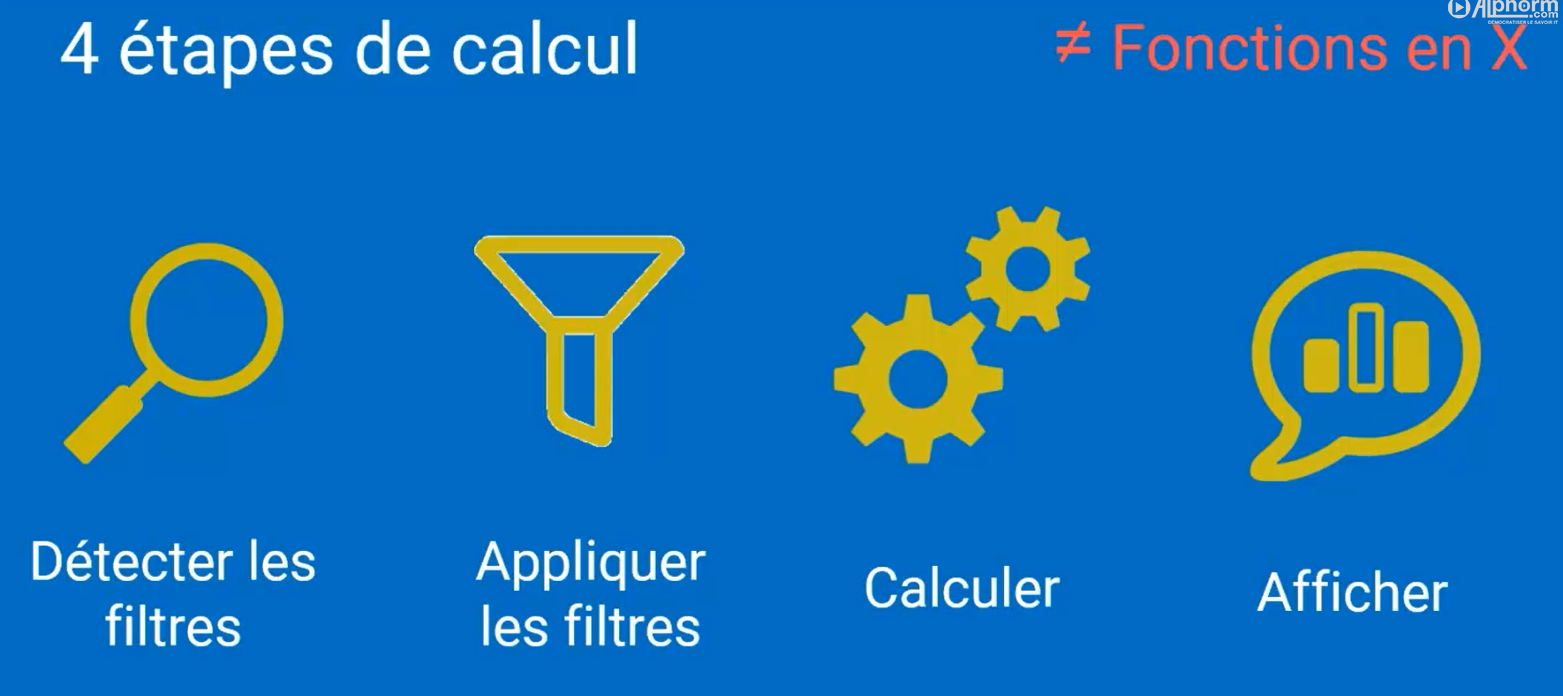 Alphorm
.com
DÉMOCRATISER LE SAVOIR IT
4 étapes de calcul
≠ Fonctions en X
Détecter les
filtres
Appliquer
les filtres
Calculer
Afficher